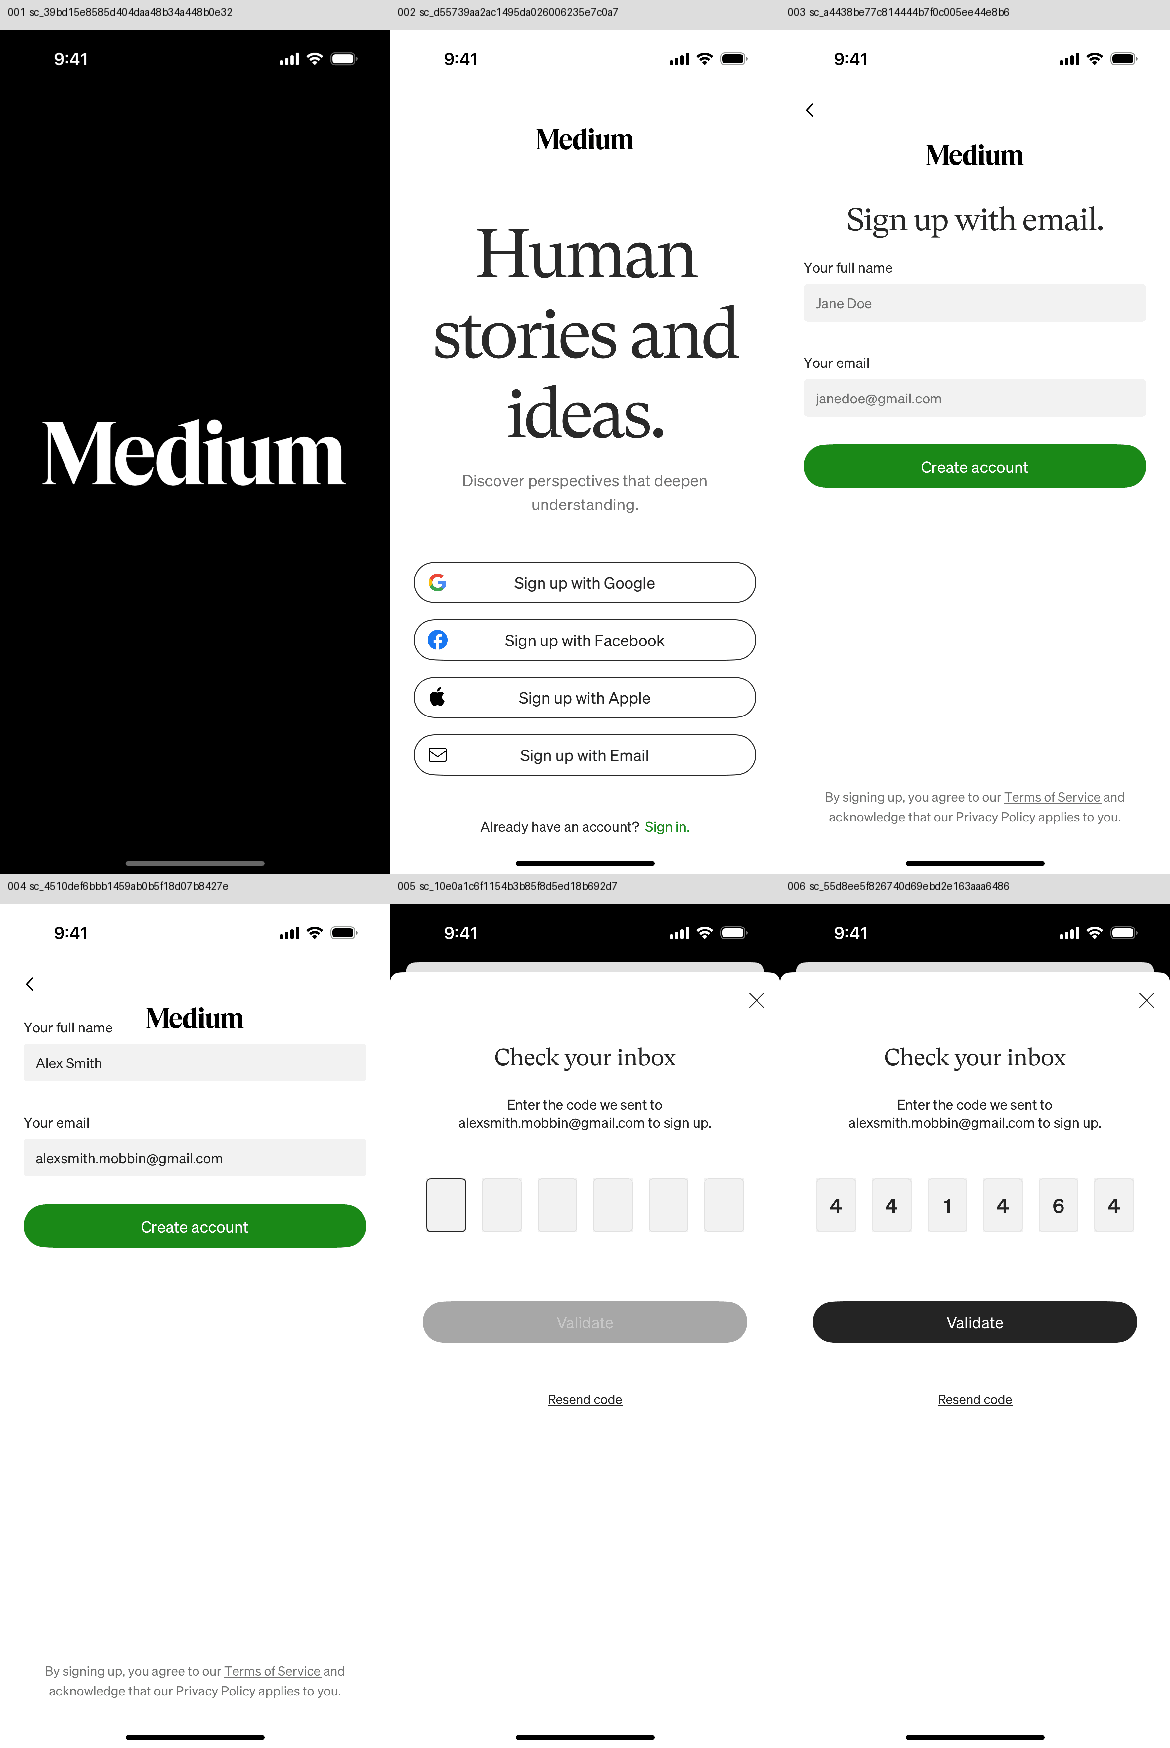 001 sc_39bd15e8585d404daa48b34a448b0e32
9:41
Medium
002 sc_d55739aa2ac1495da026006235e7c0a7
9:41
Medium
Human
stories and
ideas.
Discover perspectives that deepen
understanding.
Sign up with Google
Sign up with Facebook
Sign up with Apple
Sign up with Email
Already have an account? Sign in.
003 sc_a4438be77c814444b7f0c005ee44e8b6
9:41
Medium
Sign up with email.
Your full name
Jane Doe
Your email
janedoe@gmail.com
Create account
By signing up, you agree to our Terms of Service and
acknowledge that our Privacy Policy applies to you.
004 sc_4510def6bbb1459ab0b5f18d07b8427e
9:41
Medium
Your full name
Alex Smith
Your email
alexsmith.mobbin@gmail.com
Create account
By signing up, you agree to our Terms of Service and
acknowledge that our Privacy Policy applies to you.
005 sc_10e0a1c6f1154b3b85f8d5ed18b692d7
9:41
Check your inbox
Enter the code we sent to
alexsmith.mobbin@gmail.com to sign up.
Validate
Resend code
006 sc_55d8ee5f826740d69ebd2e163aaa6486
9:41
Check your inbox
Enter the code we sent to
alexsmith.mobbin@gmail.com to sign up.
4 4 1 4 6 4
Validate
Resend code